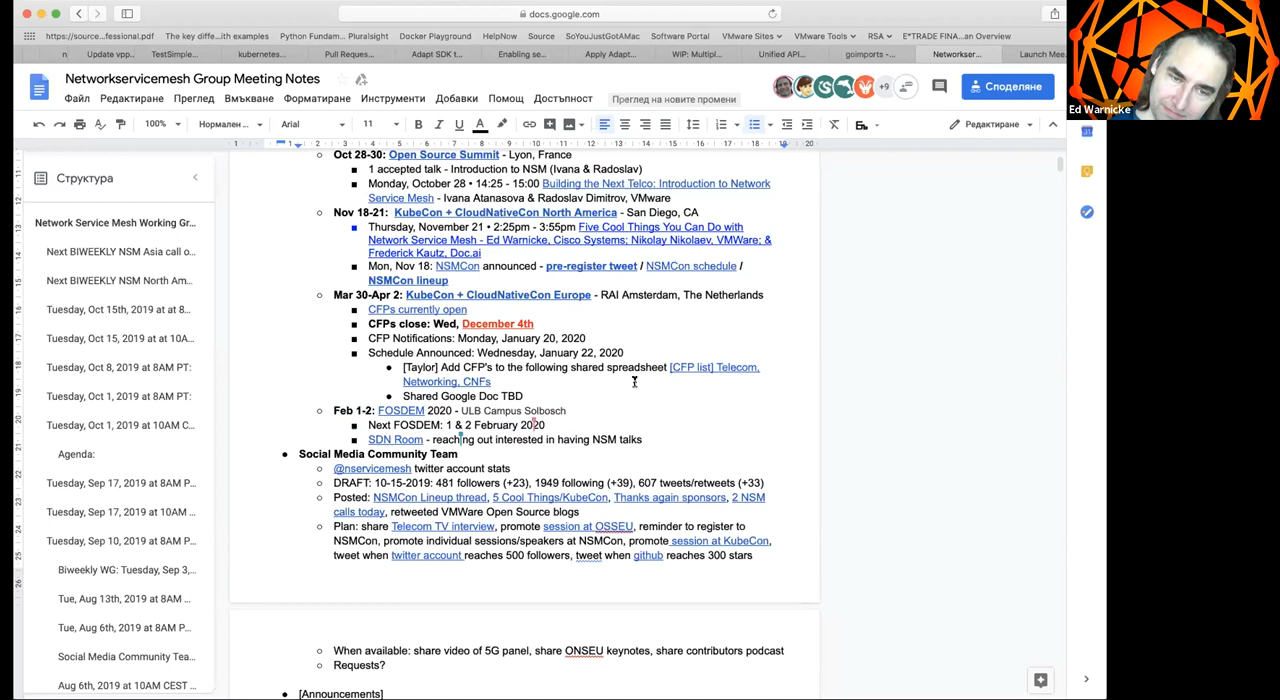 docs.google.com
https://source...fessional.pdf The key diffe...ith examples Python Fundam... Pluralsight Docker Playground HelpNow Source SoYouJustGotAMac Software Portal VMware Sites VMware Tools RSA E*TRADE FINA...an Overview
n Update vpp... TestSimple... kubernetes... Pull Reques... Adapt SDK t... Enabling se... Apply Adapt... WIP: Multipl... Unified API... goimports -... Networkser... Launch Mee...
Networkservicemesh Group Meeting Notes
Файл Редактиране Преглед Вмъкване Форматиране Инструменти Добавки Помощ Достъпност Преглед на новите промени
+9
Споделяне
Ed Warnicke
100% Нормален... Arial 11 B I U A Редактиране
1 1 2 3 4 5 6 7 8 9 10 11 12 13 14 15 16 17 18 19 20
Структура
Network Service Mesh Working Gr...
Next BIWEEKLY NSM Asia call o...
Next BIWEEKLY NSM North Am...
Tuesday, Oct 15th, 2019 at at 8...
Tuesday, Oct 15, 2019 at 10A...
Tuesday, Oct 8, 2019 at 8AM PT:
Tuesday, Oct 1, 2019 at 8AM PT:
Tuesday, Oct 1, 2019 at 10AM C...
Agenda:
Tuesday, Sep 17, 2019 at 8AM P...
Tuesday, Sep 17, 2019 at 10AM ...
Tuesday, Sep 10, 2019 at 8AM P...
Biweekly WG: Tuesday, Sep 3,...
Tue, Aug 13th, 2019 at 8AM ...
Tue, Aug 6th, 2019 at 8AM P...
Social Media Community Tea...
Aug 6th, 2019 at 10AM CEST ...
Oct 28-30: Open Source Summit - Lyon, France
1 accepted talk - Introduction to NSM (Ivana & Radoslav)
Monday, October 28 • 14:25 - 15:00 Building the Next Telco: Introduction to Network
Service Mesh - Ivana Atanasova & Radoslav Dimitrov, VMware
Nov 18-21: KubeCon + CloudNativeCon North America - San Diego, CA
Thursday, November 21 • 2:25pm - 3:55pm Five Cool Things You Can Do with
Network Service Mesh - Ed Warnicke, Cisco Systems; Nikolay Nikolaev, VMWare; &
Frederick Kautz, Doc.ai
Mon, Nov 18: NSMCon announced - pre-register tweet / NSMCon schedule /
NSMCon lineup
Mar 30-Apr 2: KubeCon + CloudNativeCon Europe - RAI Amsterdam, The Netherlands
CFPs currently open
CFPs close: Wed, December 4th
CFP Notifications: Monday, January 20, 2020
Schedule Announced: Wednesday, January 22, 2020
[Taylor] Add CFP's to the following shared spreadsheet [CFP list] Telecom,
Networking, CNFs
Shared Google Doc TBD
Feb 1-2: FOSDEM 2020 - ULB Campus Solbosch
Next FOSDEM: 1 & 2 February 2020
SDN Room - reaching out interested in having NSM talks
Social Media Community Team
@nservicemesh twitter account stats
DRAFT: 10-15-2019: 481 followers (+23), 1949 following (+39), 607 tweets/retweets (+33)
Posted: NSMCon Lineup thread, 5 Cool Things/KubeCon, Thanks again sponsors, 2 NSM
calls today, retweeted VMWare Open Source blogs
Plan: share Telecom TV interview, promote session at OSSEU, reminder to register to
NSMCon, promote individual sessions/speakers at NSMCon, promote session at KubeCon,
tweet when twitter account reaches 500 followers, tweet when github reaches 300 stars
When available: share video of 5G panel, share ONSEU keynotes, share contributors podcast
Requests?
[Announcements]